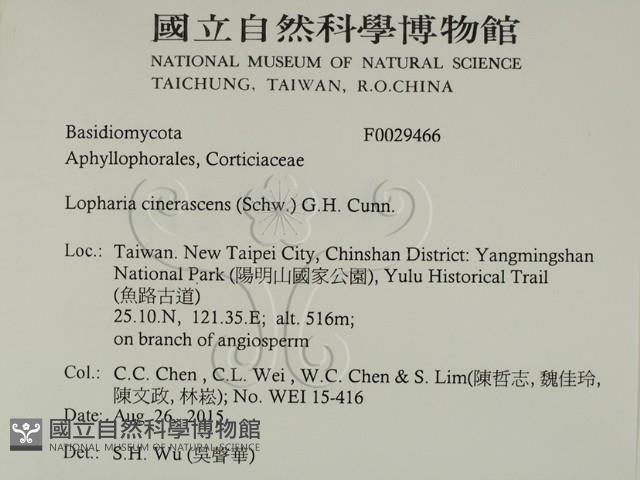 國立自然科學博物館
NATIONAL MUSEUM OF NATURAL SCIENCE
TAICHUNG, TAIWAN, R.O.CHINA
Basidiomycota F0029466
Aphyllophorales, Corticiaceae
Lopharia cinerascens (Schw.) G.H. Cunn.
Loc.: Taiwan. New Taipei City, Chinshan District: Yangmingshan
National Park (陽明山國家公園), Yulu Historical Trail
(魚路古道)
25.10.N, 121.35.E; alt. 516m;
on branch of angiosperm
Col.: C.C. Chen , C.L. Wei , W.C. Chen & S. Lim(陳哲志, 魏佳玲,
陳文政, 林崧); No. WEI 15-416
Date: Aug. 26, 2015
國立自然科學博物館
NATIONAL MUSEUM OF NATURAL SCIENCE
Det.: S.H. Wu (吳聲華)